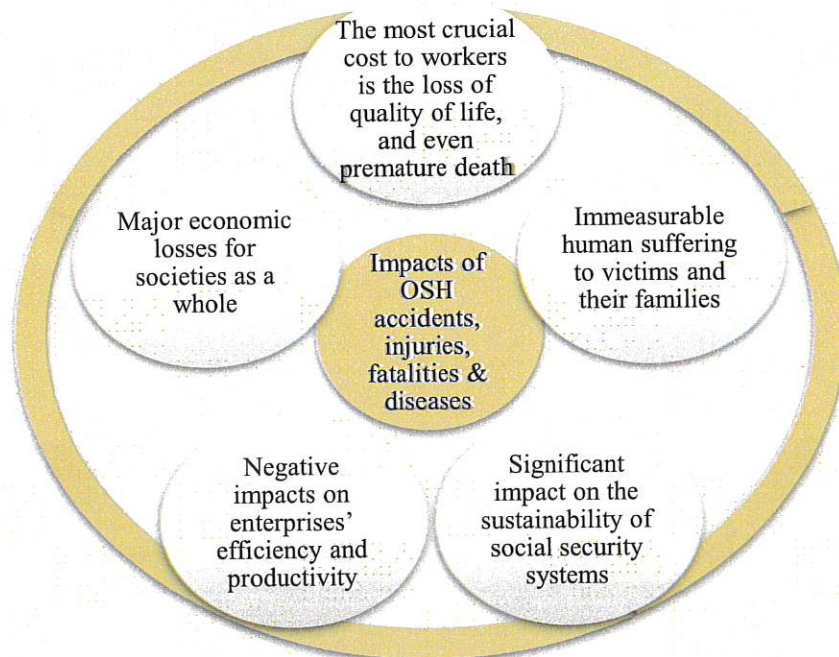 The most crucial
cost to workers
is the loss of
quality of life,
and even
premature death
Immeasurable
human suffering
to victims and
their families
Significant
impact on the
sustainability of
social security
systems
Negative
impacts on
enterprises’
efficiency and
productivity
Major economic
losses for
societies as a
whole
Impacts of
OSH
accidents,
injuries,
fatalities &
diseases